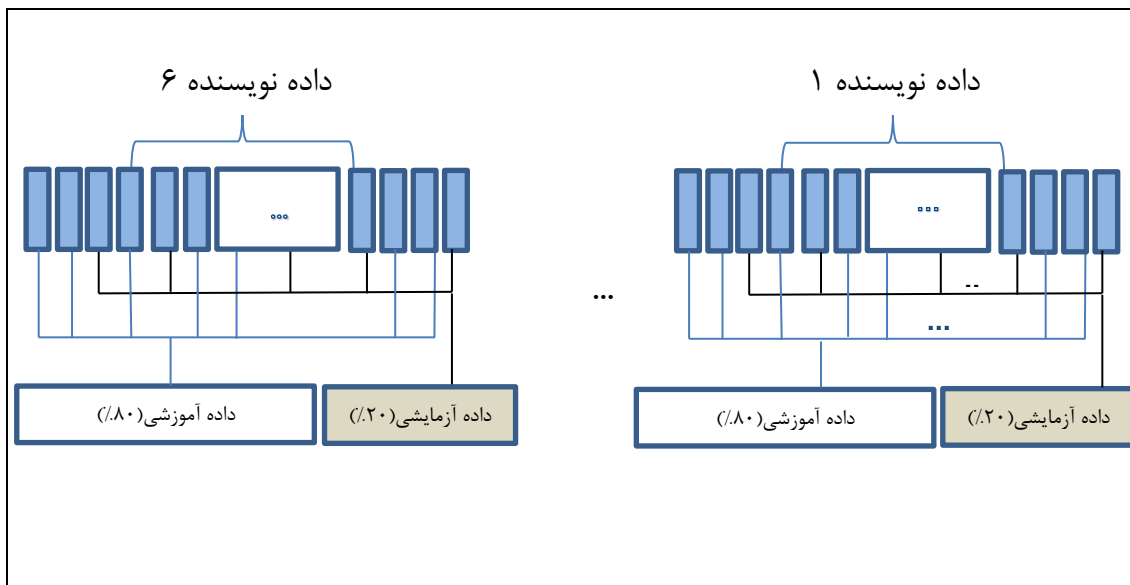 داده نویسنده ۱
داده نویسنده ۶
...
...
...
--
...
داده آزمایشی(۲۰٪)
داده آموزشی(۸۰٪)
داده آزمایشی(۲۰٪)
داده آموزشی(۸۰٪)